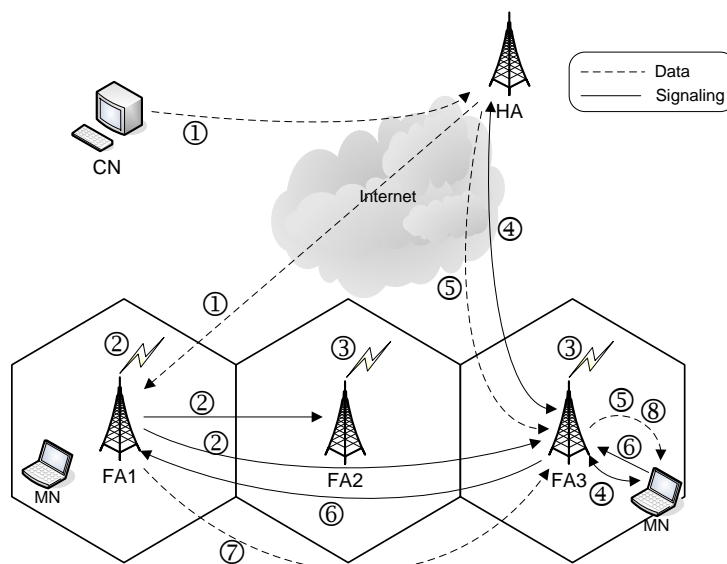 Data
Signaling
HA
①
CN
Internet
④
⑤
①
②
③
③
②
⑤
⑧
②
⑥
FA1
FA2
FA3
④
MN
MN
⑥
⑦